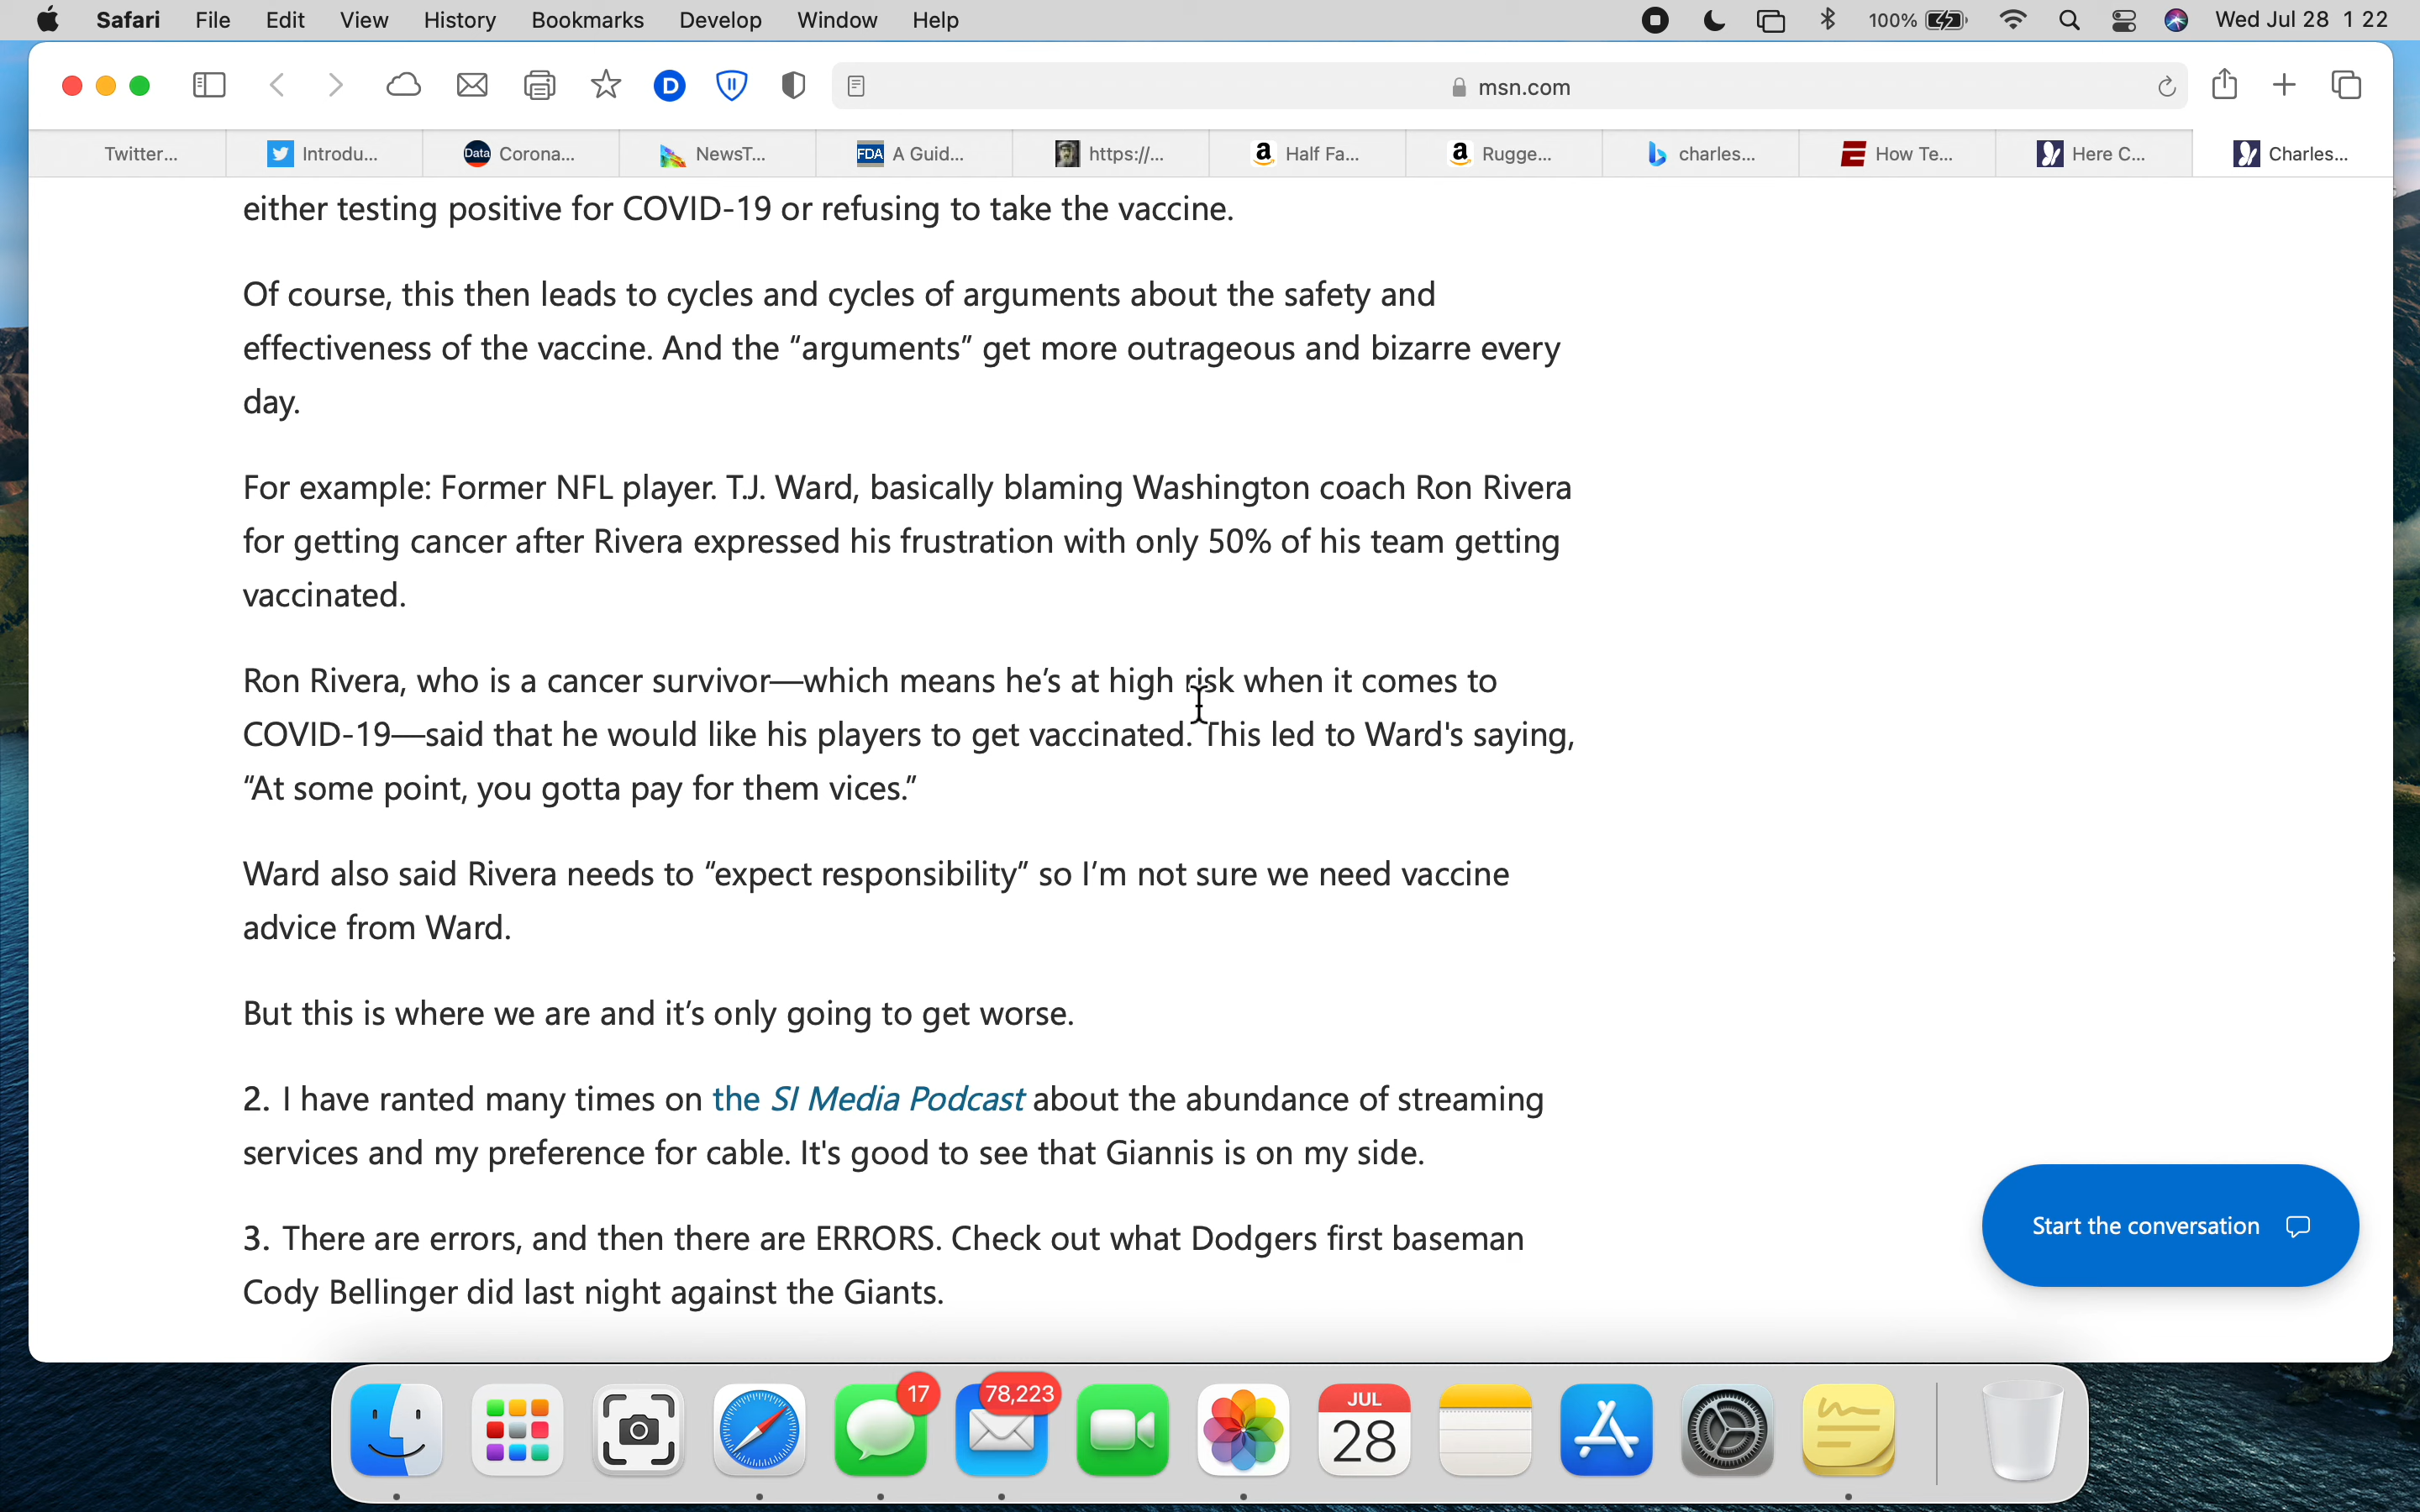 Safari File Edit View History Bookmarks Develop Window Help 100% Wed Jul 28 1 22
msn.com
Twitter... Introdu... Data Corona... NewsT... FDA A Guid... https://... a Half Fa... a Rugge... charles... E How Te... Here C... Charles...
either testing positive for COVID-19 or refusing to take the vaccine.
Of course, this then leads to cycles and cycles of arguments about the safety and
effectiveness of the vaccine. And the “arguments” get more outrageous and bizarre every
day.
For example: Former NFL player. T.J. Ward, basically blaming Washington coach Ron Rivera
for getting cancer after Rivera expressed his frustration with only 50% of his team getting
vaccinated.
Ron Rivera, who is a cancer survivor—which means he’s at high risk when it comes to
COVID-19—said that he would like his players to get vaccinated. This led to Ward's saying,
“At some point, you gotta pay for them vices.”
Ward also said Rivera needs to “expect responsibility” so I’m not sure we need vaccine
advice from Ward.
But this is where we are and it’s only going to get worse.
2. I have ranted many times on the SI Media Podcast about the abundance of streaming
services and my preference for cable. It's good to see that Giannis is on my side.
3. There are errors, and then there are ERRORS. Check out what Dodgers first baseman
Cody Bellinger did last night against the Giants.
Start the conversation
17 78,223 JUL
28